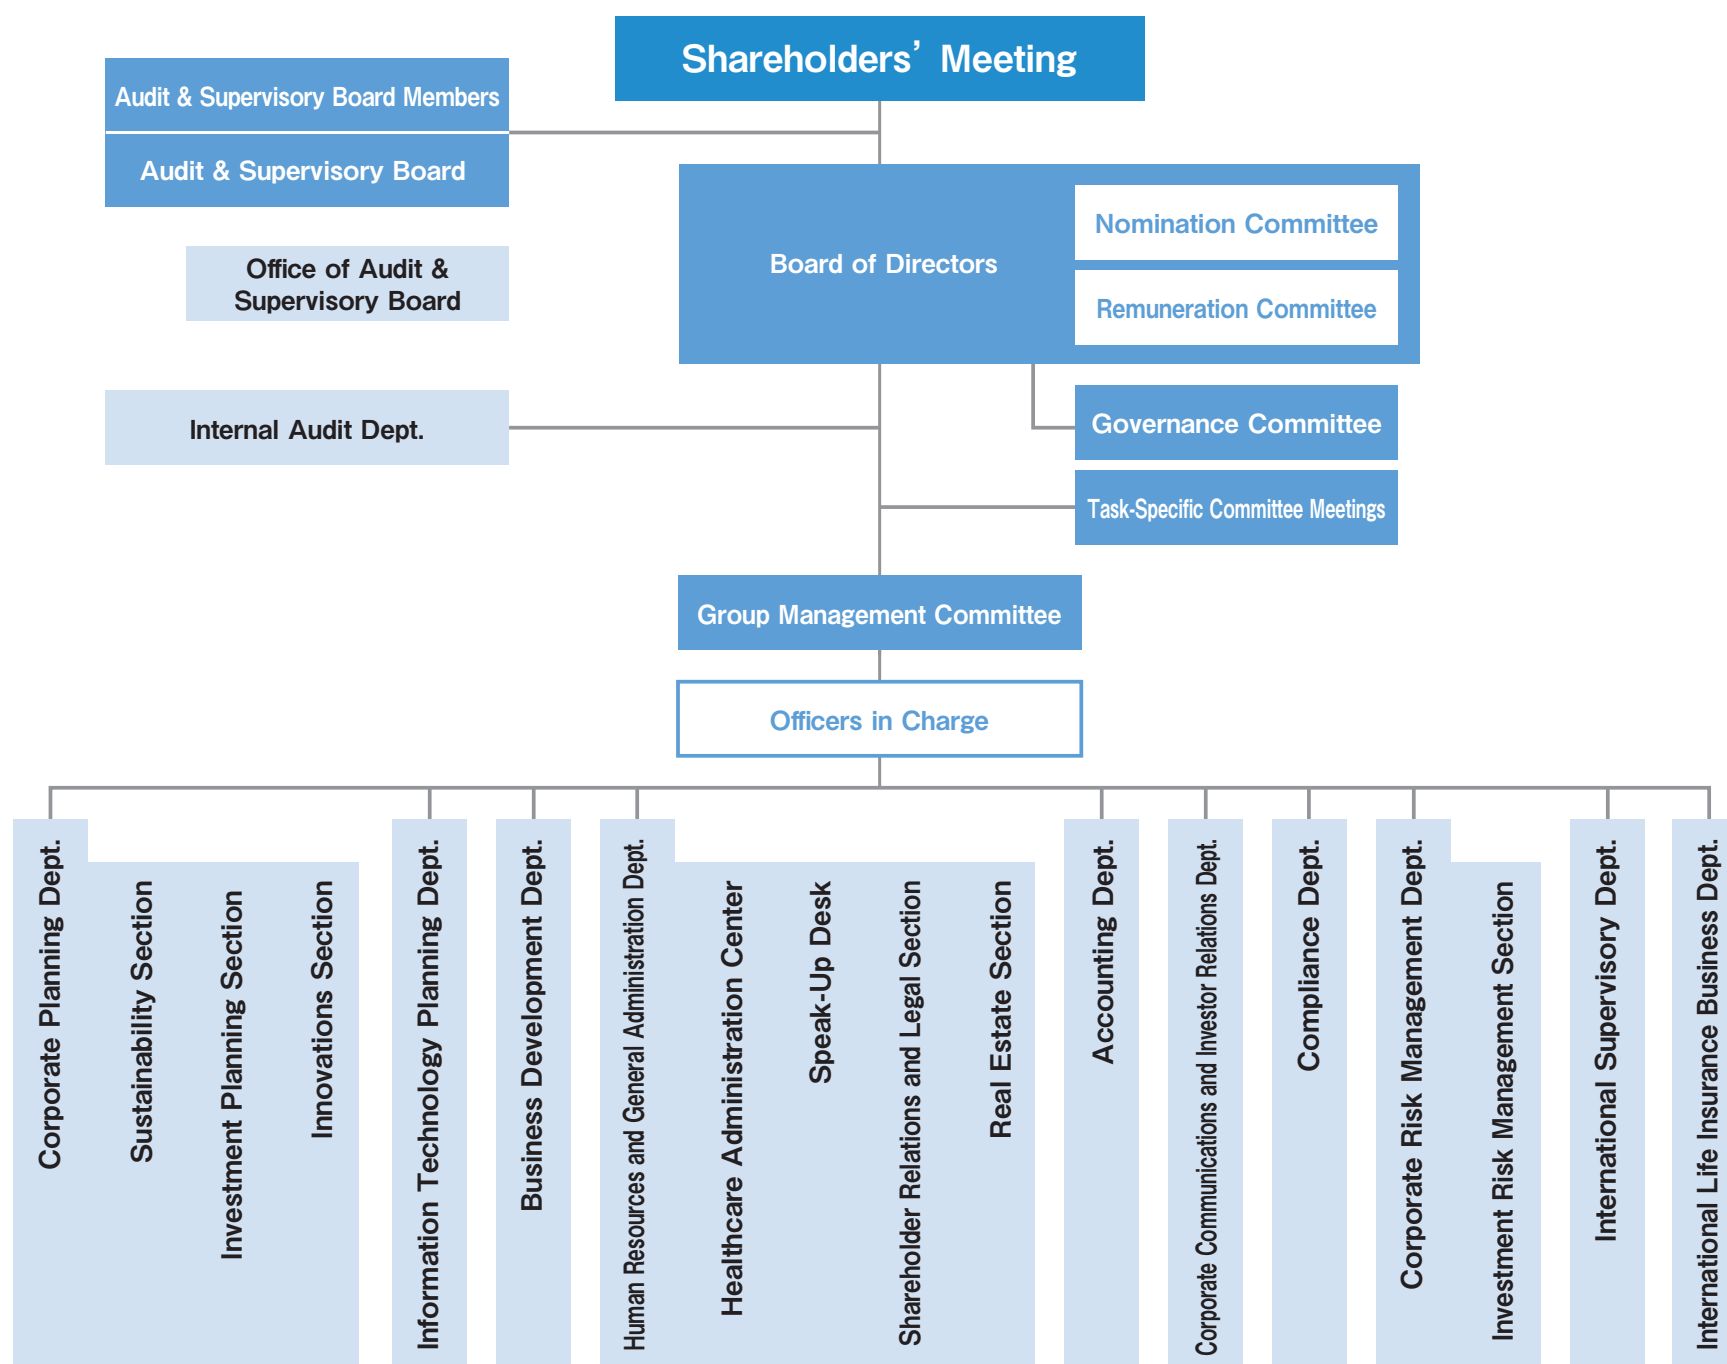 Shareholders’ Meeting
Audit & Supervisory Board Members
Audit & Supervisory Board
Office of Audit &
Supervisory Board
Board of Directors
Nomination Committee
Remuneration Committee
Internal Audit Dept.
Governance Committee
Task-Specific Committee Meetings
Group Management Committee
Officers in Charge
Corporate Planning Dept.
Sustainability Section
Investment Planning Section
Innovations Section
Information Technology Planning Dept.
Business Development Dept.
Human Resources and General Administration Dept.
Healthcare Administration Center
Speak-Up Desk
Shareholder Relations and Legal Section
Real Estate Section
Accounting Dept.
Corporate Communications and Investor Relations Dept.
Compliance Dept.
Corporate Risk Management Dept.
Investment Risk Management Section
International Supervisory Dept.
International Life Insurance Business Dept.